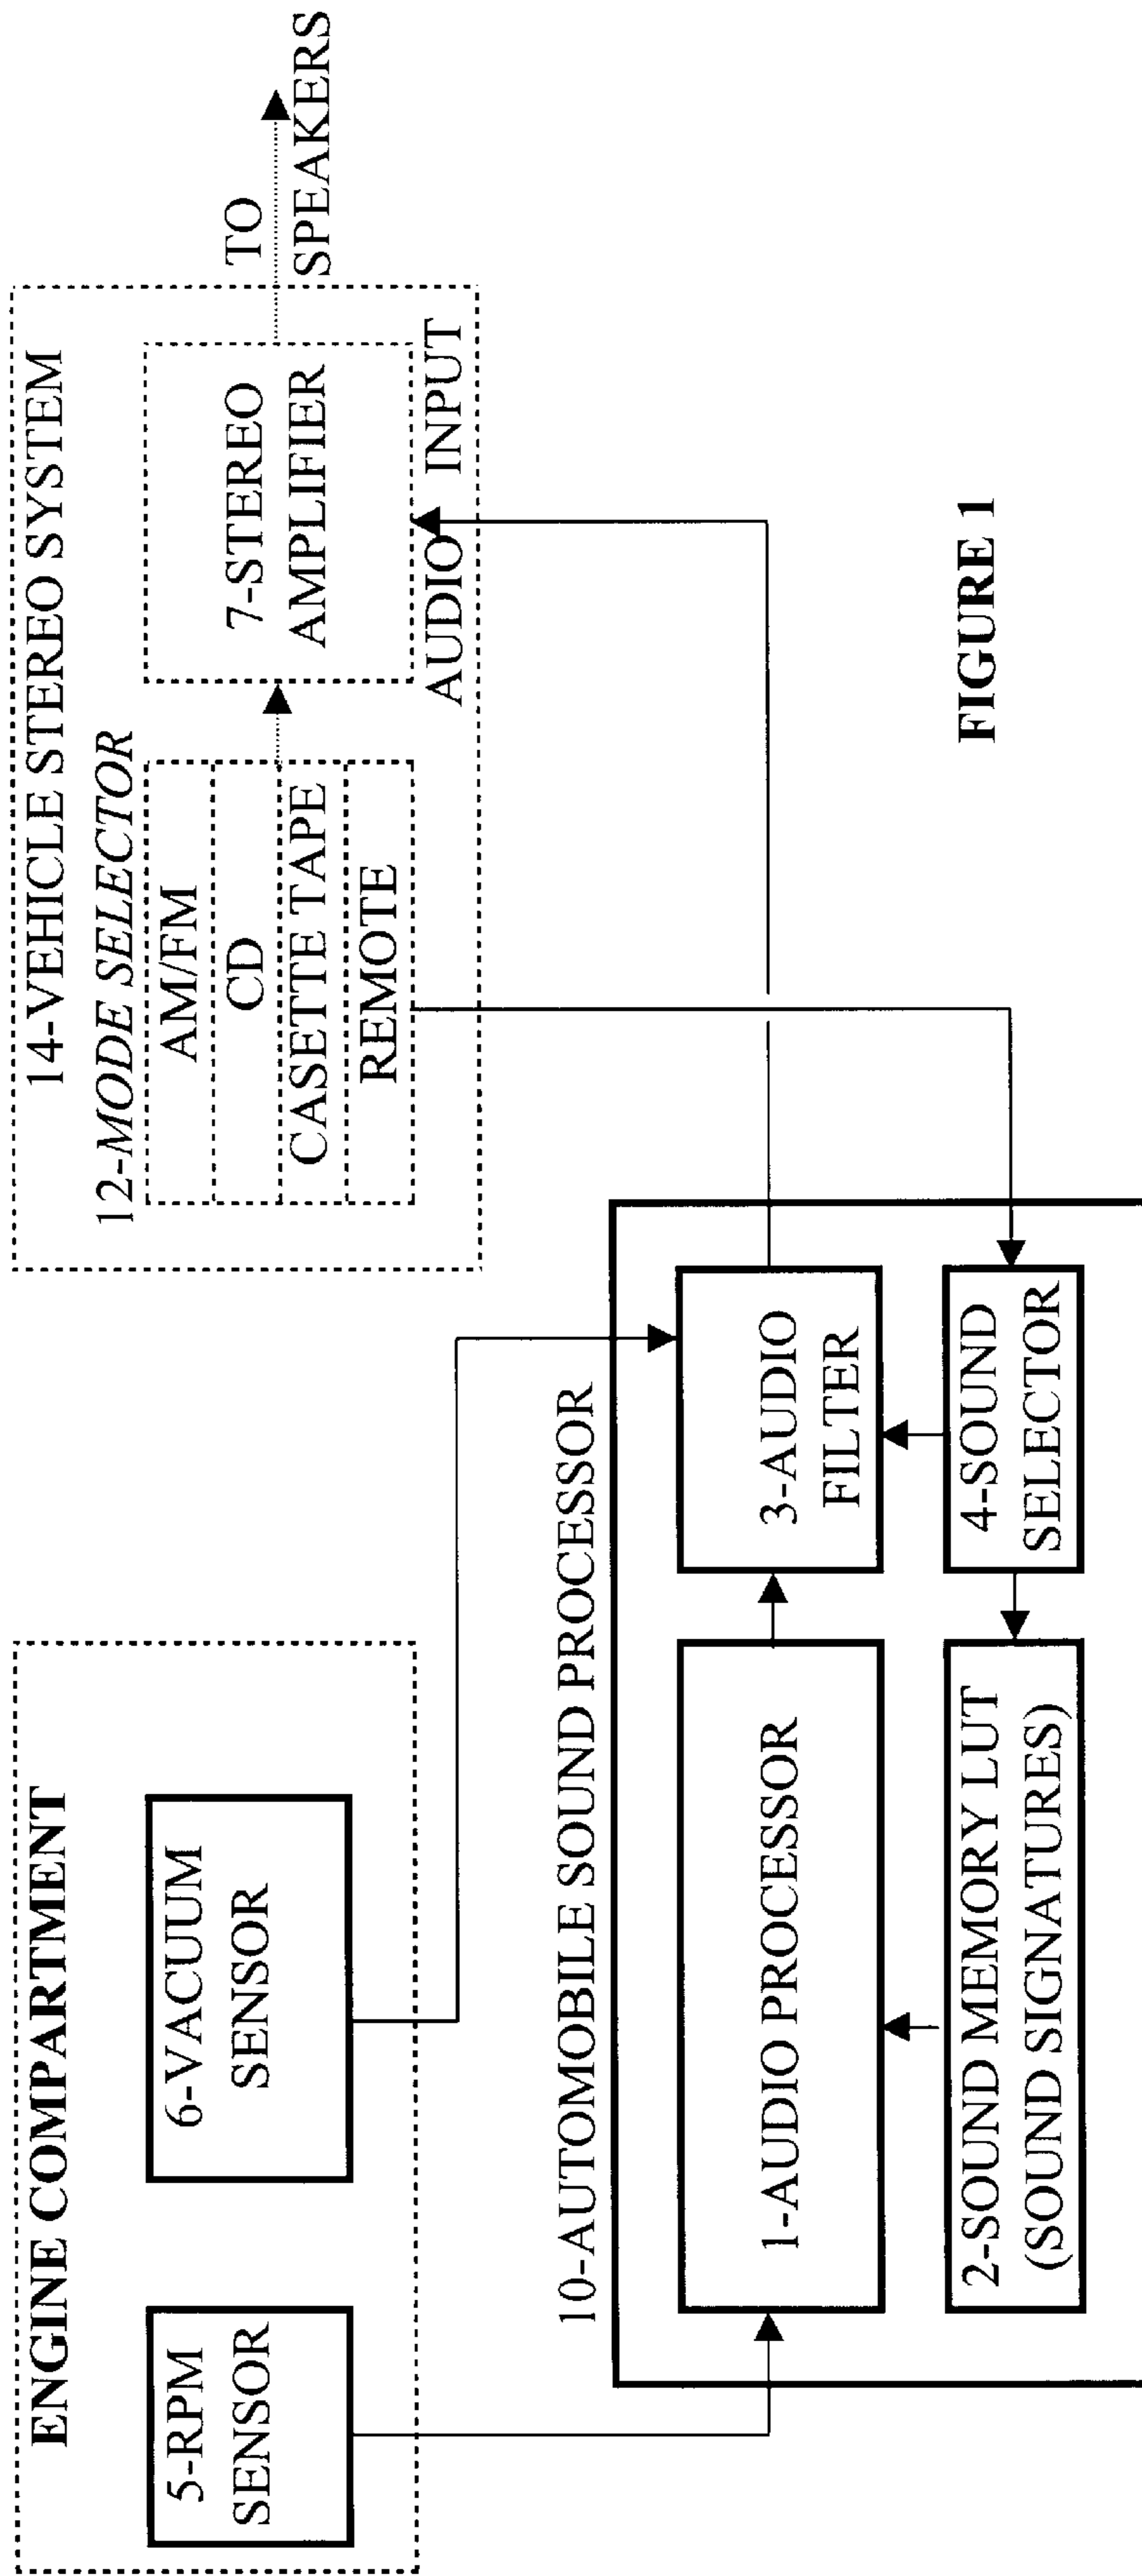 ENGINE COMPARTMENT
5-RPM
SENSOR
6-VACUUM
SENSOR
14-VEHICLE STEREO SYSTEM
12-MODE SELECTOR
AM/FM
CD
CASETTE TAPE
REMOTE
7-STEREO
AMPLIFIER
AUDIO INPUT
TO
SPEAKERS
10-AUTOMOBILE SOUND PROCESSOR
1-AUDIO PROCESSOR
3-AUDIO
FILTER
2-SOUND MEMORY LUT
(SOUND SIGNATURES)
4-SOUND
SELECTOR
FIGURE 1